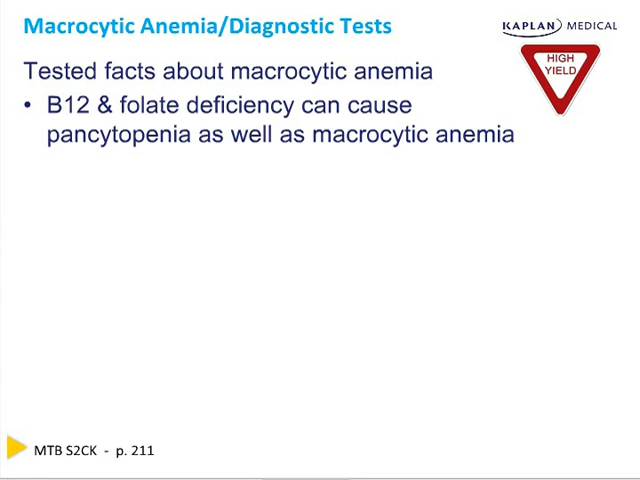 Macrocytic Anemia/Diagnostic Tests
KAPLAN MEDICAL
HIGH
YIELD
Tested facts about macrocytic anemia
• B12 & folate deficiency can cause
pancytopenia as well as macrocytic anemia
MTB S2CK - p. 211